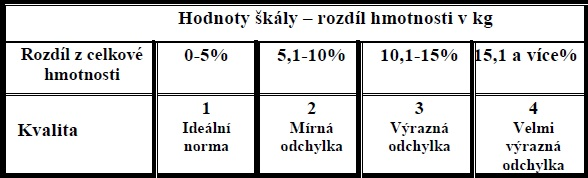 Hodnoty škály – rozdíl hmotnosti v kg
Rozdíl z celkové
hmotnosti
0-5%
5,1-10%
10,1-15%
15,1 a více%
Kvalita
1
Ideální
norma
2
Mírná
odchylka
3
Výrazná
odchylka
4
Velmi
výrazná
odchylka